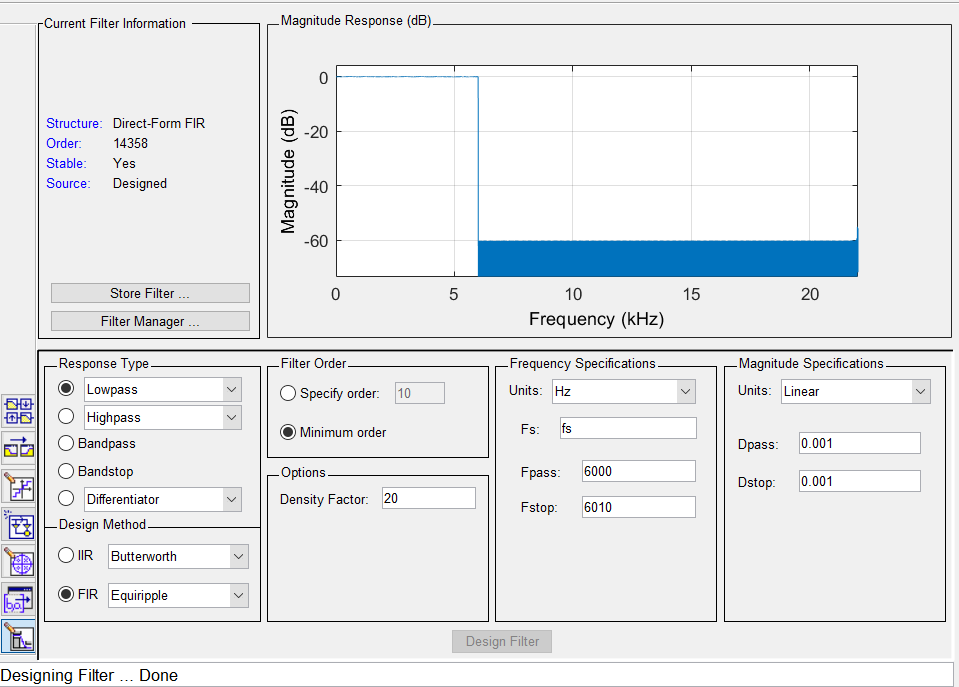 Current Filter Information
Structure: Direct-Form FIR
Order: 14358
Stable: Yes
Source: Designed
Store Filter ...
Filter Manager ...
Magnitude Response (dB)
Magnitude (dB)
0
-20
-40
-60
0 5 10 15 20
Frequency (kHz)
Response Type
Lowpass
Highpass
Bandpass
Bandstop
Differentiator
Design Method
IIR Butterworth
FIR Equiripple
Filter Order
Specify order: 10
Minimum order
Options
Density Factor: 20
Frequency Specifications
Units: Hz
Fs: fs
Fpass: 6000
Fstop: 6010
Magnitude Specifications
Units: Linear
Dpass: 0.001
Dstop: 0.001
Design Filter
Designing Filter ... Done